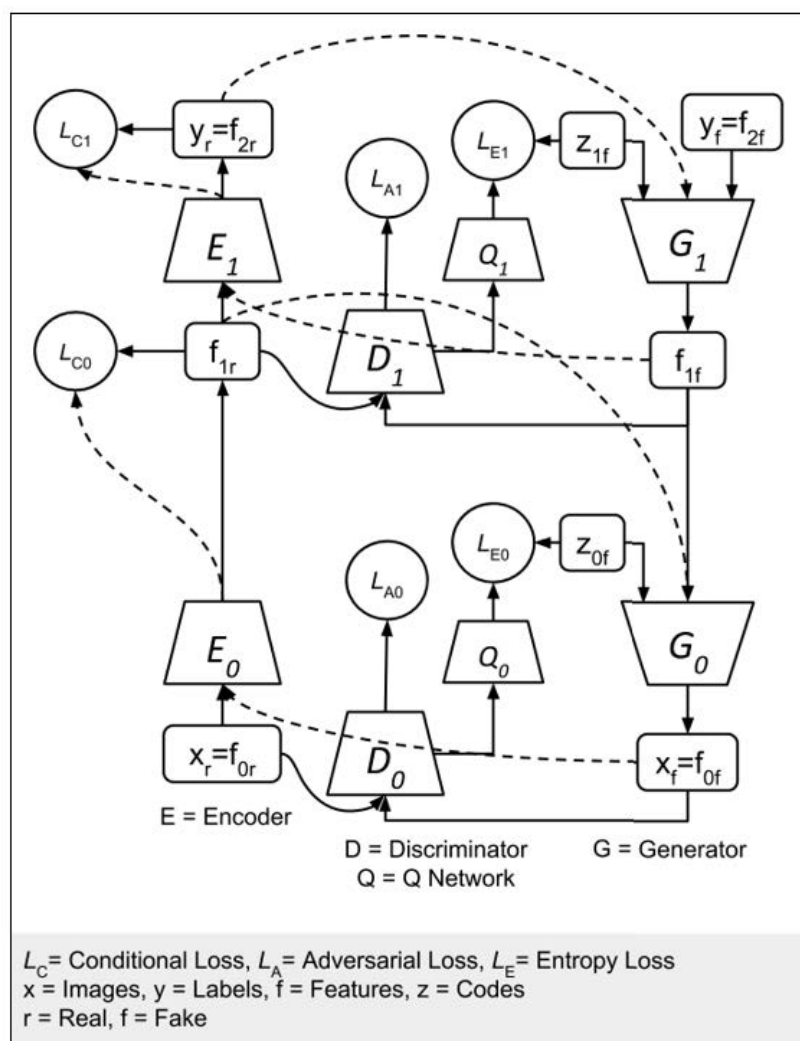 L_C1
y_r=f_2r
L_E1
z_1f
y_f=f_2f
L_A1
E_1
Q_1
G_1
L_C0
f_1r
D_1
f_1f
L_E0
z_0f
L_A0
E_0
Q_0
G_0
x_r=f_0r
D_0
x_f=f_0f
E = Encoder
D = Discriminator
G = Generator
Q = Q Network
L_C= Conditional Loss, L_A= Adversarial Loss, L_E= Entropy Loss
x = Images, y = Labels, f = Features, z = Codes
r = Real, f = Fake